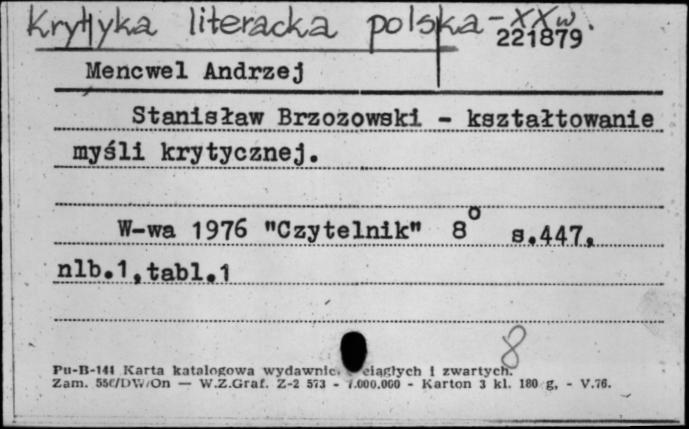 Krytyka literacka polska - XX w.
221879
Mencwel Andrzej
Stanisław Brzozowski - kształtowanie
myśli krytycznej.
W-wa 1976 "Czytelnik" 8° s.447,
nlb.1,tabl.1
8
Pu-B-141 Karta katalogowa wydawnic. ciągłych i zwartych.
Zam. /DW/On — W.Z.Graf. Z-2 573 - 1.000.000 - Karton 3 kl. 180 g. - V.76.